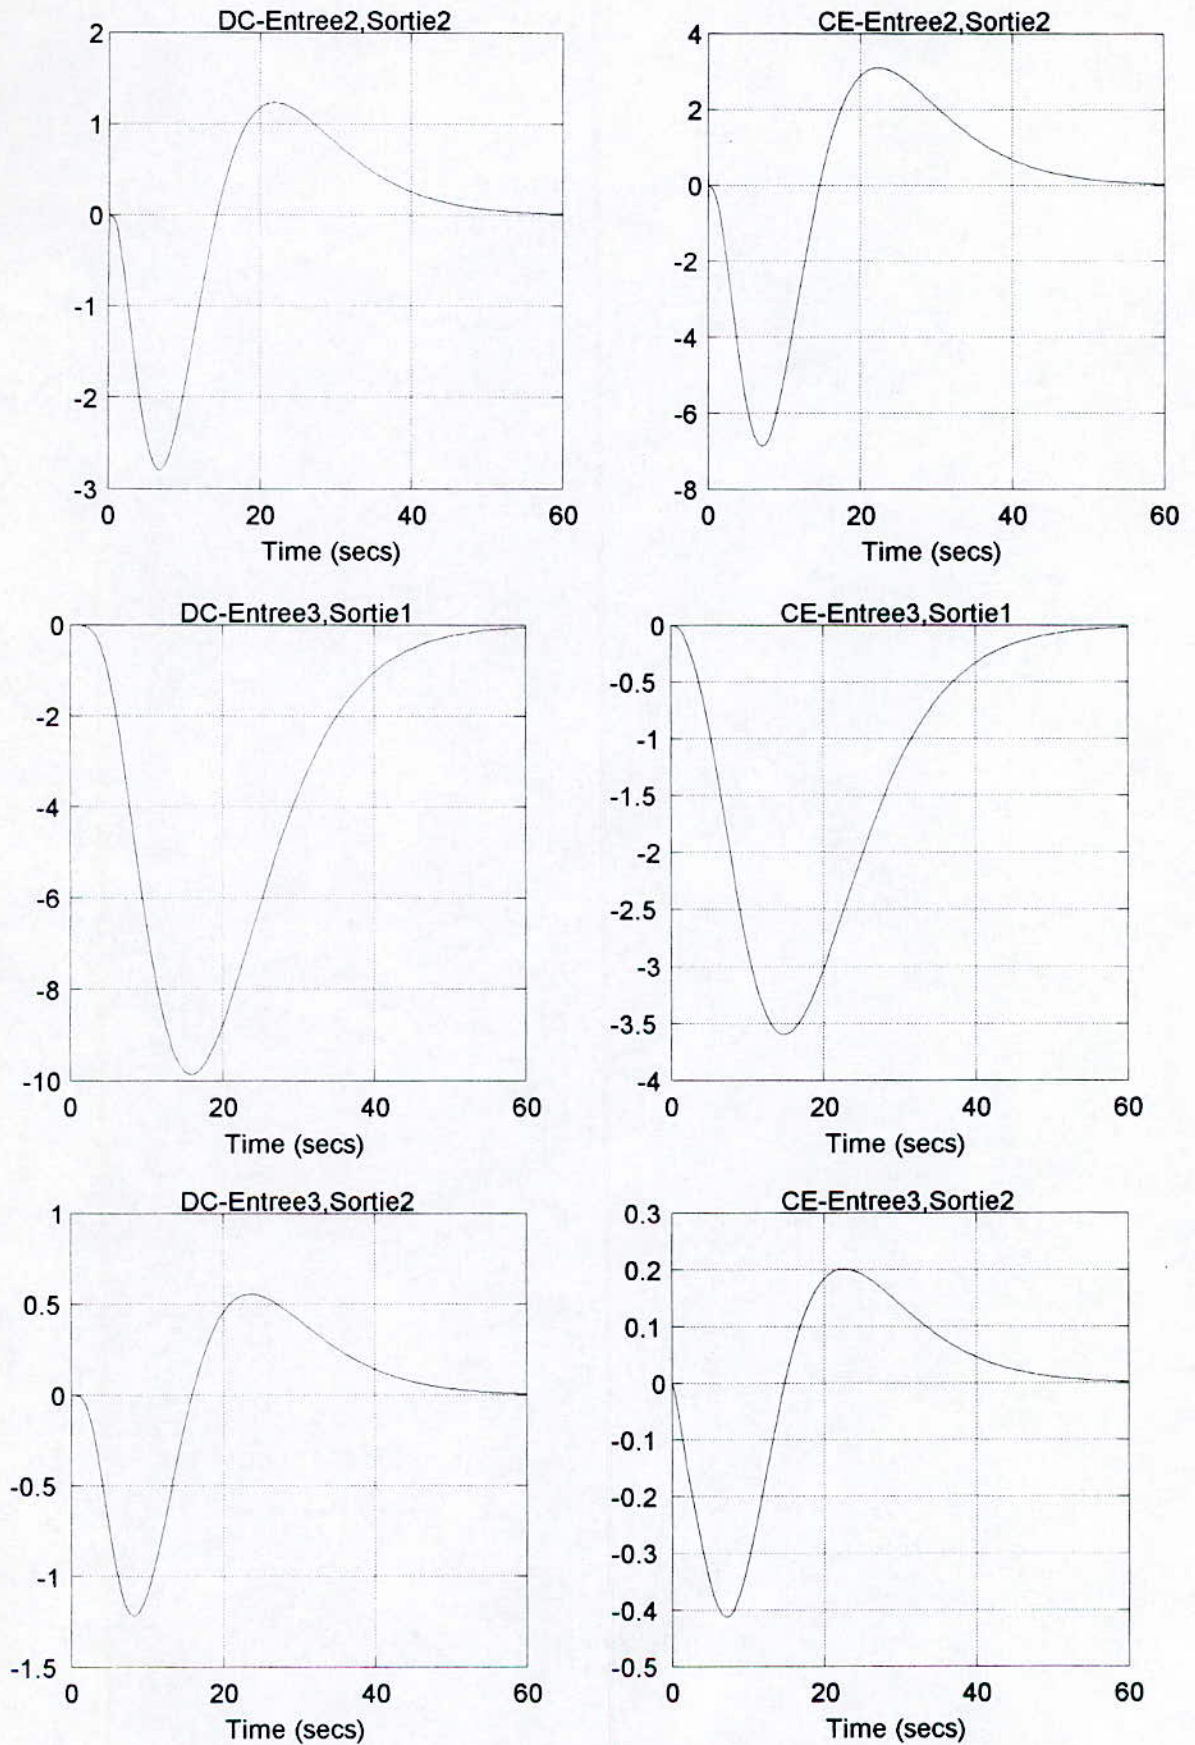 DC-Entree2,Sortie2
2
1
0
-1
-2
-3
0 20 40 60
Time (secs)
CE-Entree2,Sortie2
4
2
0
-2
-4
-6
-8
0 20 40 60
Time (secs)
DC-Entree3,Sortie1
0
-2
-4
-6
-8
-10
0 20 40 60
Time (secs)
CE-Entree3,Sortie1
0
-0.5
-1
-1.5
-2
-2.5
-3
-3.5
-4
0 20 40 60
Time (secs)
DC-Entree3,Sortie2
1
0.5
0
-0.5
-1
-1.5
0 20 40 60
Time (secs)
CE-Entree3,Sortie2
0.3
0.2
0.1
0
-0.1
-0.2
-0.3
-0.4
-0.5
0 20 40 60
Time (secs)